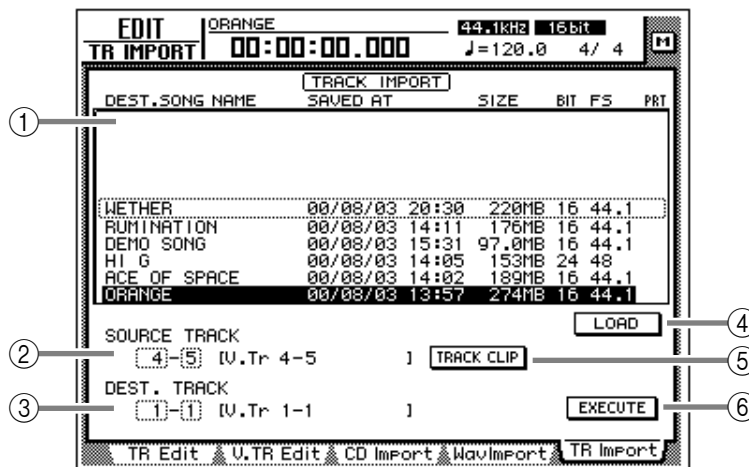 EDIT
TR IMPORT
ORANGE
00:00:00.000
44.1kHz 16bit
♩=120.0 4/ 4
M
TRACK IMPORT
DEST.SONG NAME SAVED AT SIZE BIT FS PRT
①
WETHER 00/08/03 20:30 220MB 16 44.1
RUMINATION 00/08/03 14:11 176MB 16 44.1
DEMO SONG 00/08/03 15:31 97.0MB 16 44.1
HI G 00/08/03 14:05 153MB 24 48
ACE OF SPACE 00/08/03 14:02 189MB 16 44.1
ORANGE 00/08/03 13:57 274MB 16 44.1
LOAD ④
SOURCE TRACK
② 4-5 [V.Tr 4-5 ] TRACK CLIP ⑤
DEST. TRACK
③ 1-1 [V.Tr 1-1 ] EXECUTE ⑥
TR Edit V.TR Edit CD Import WavImport TR Import